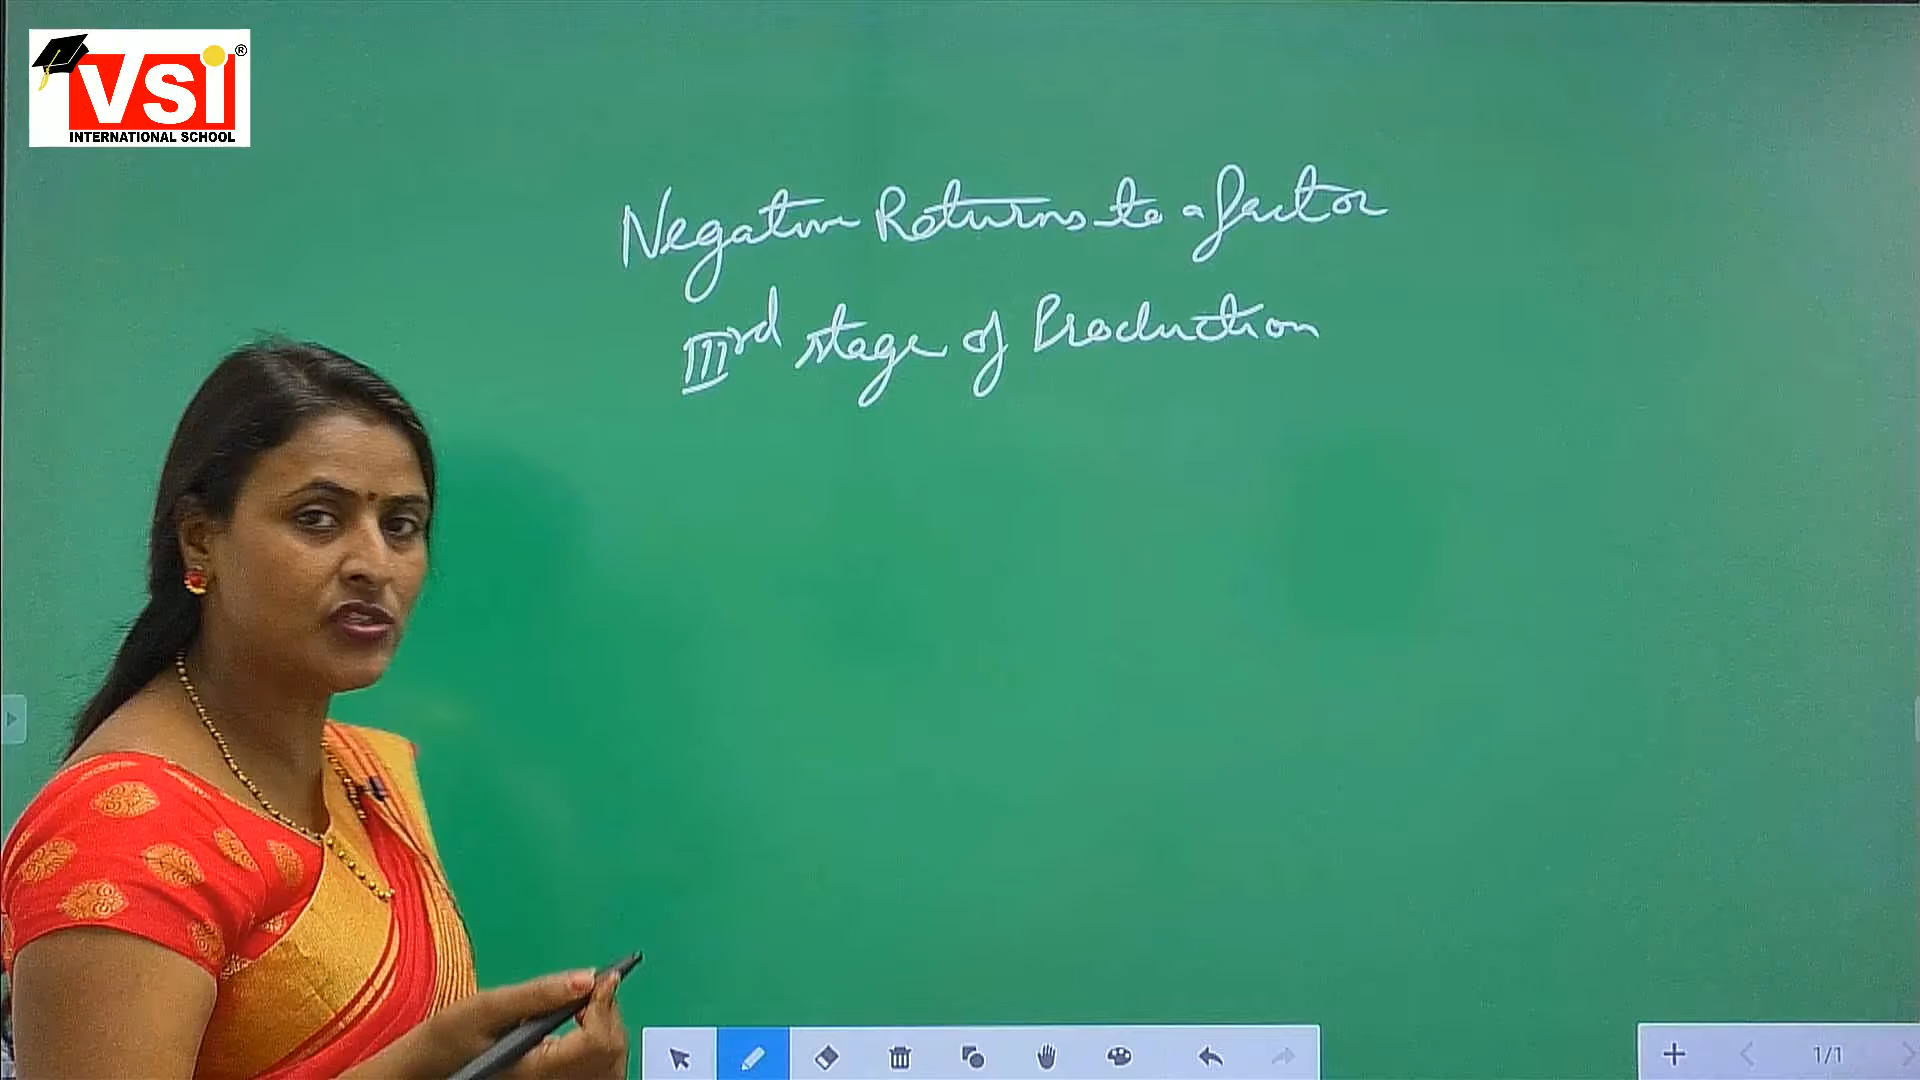 VSI®
INTERNATIONAL SCHOOL
Negative Returns to a factor
IIIrd stage of Production
1/1